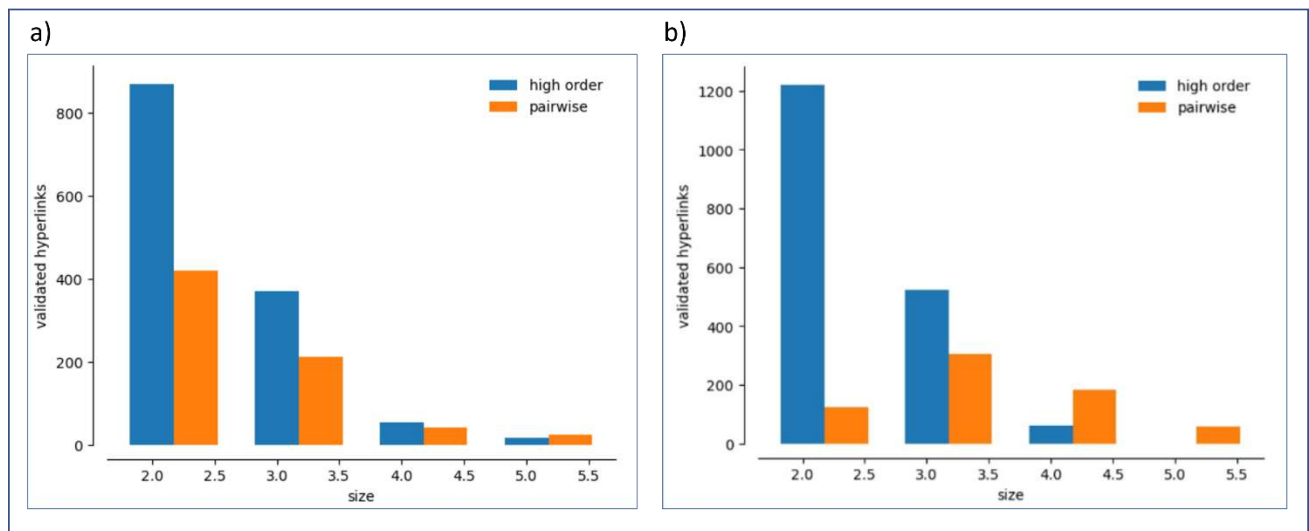 a)
high order
pairwise
800
600
400
200
0
validated hyperlinks
2.0 2.5 3.0 3.5 4.0 4.5 5.0 5.5
size
b)
high order
pairwise
1200
1000
800
600
400
200
0
validated hyperlinks
2.0 2.5 3.0 3.5 4.0 4.5 5.0 5.5
size